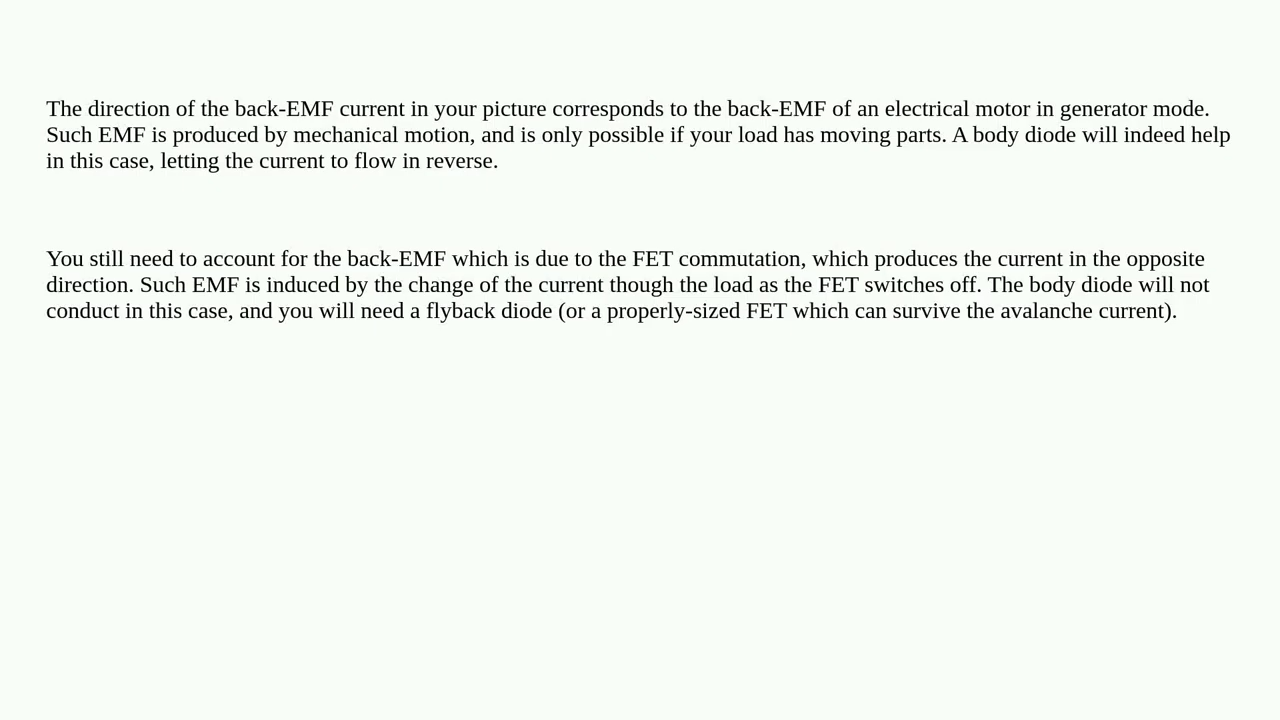 The direction of the back-EMF current in your picture corresponds to the back-EMF of an electrical motor in generator mode.
Such EMF is produced by mechanical motion, and is only possible if your load has moving parts. A body diode will indeed help
in this case, letting the current to flow in reverse.
You still need to account for the back-EMF which is due to the FET commutation, which produces the current in the opposite
direction. Such EMF is induced by the change of the current though the load as the FET switches off. The body diode will not
conduct in this case, and you will need a flyback diode (or a properly-sized FET which can survive the avalanche current).